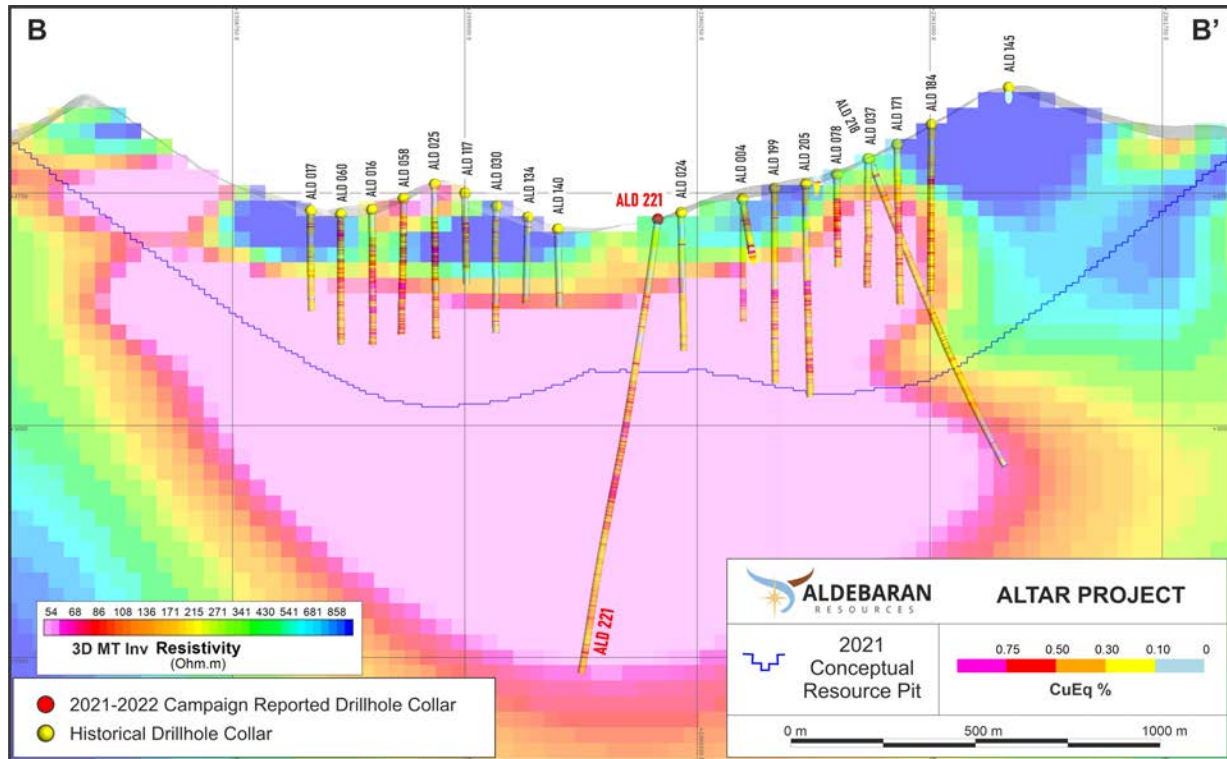 B
B'
ALD 017
ALD 060
ALD 016
ALD 058
ALD 025
ALD 117
ALD 030
ALD 134
ALD 140
ALD 221
ALD 024
ALD 004
ALD 199
ALD 205
ALD 078
ALD 218
ALD 037
ALD 171
ALD 184
ALD 145
ALD 221
54 68 86 108 136 171 215 271 341 430 541 681 858
3D MT Inv Resistivity
(Ohm.m)
2021-2022 Campaign Reported Drillhole Collar
Historical Drillhole Collar
ALDEBARAN
RESOURCES
ALTAR PROJECT
2021
Conceptual
Resource Pit
0.75 0.50 0.30 0.10 0
CuEq %
0 m 500 m 1000 m